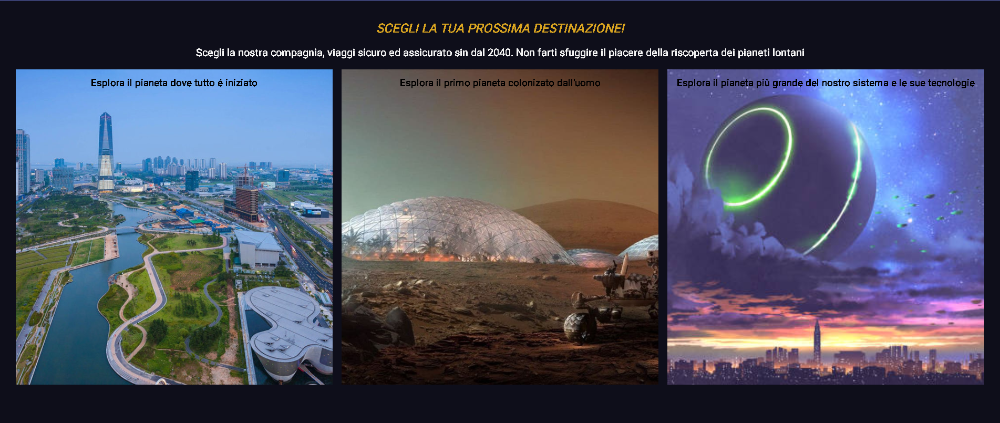 SCEGLI LA TUA PROSSIMA DESTINAZIONE!
Scegli la nostra compagnia, viaggi sicuro ed assicurato sin dal 2040. Non farti sfuggire il piacere della riscoperta dei pianeti lontani
Esplora il pianeta dove tutto é iniziato
Esplora il primo pianeta colonizato dall'uomo
Esplora il pianeta più grande del nostro sistema e le sue tecnologie